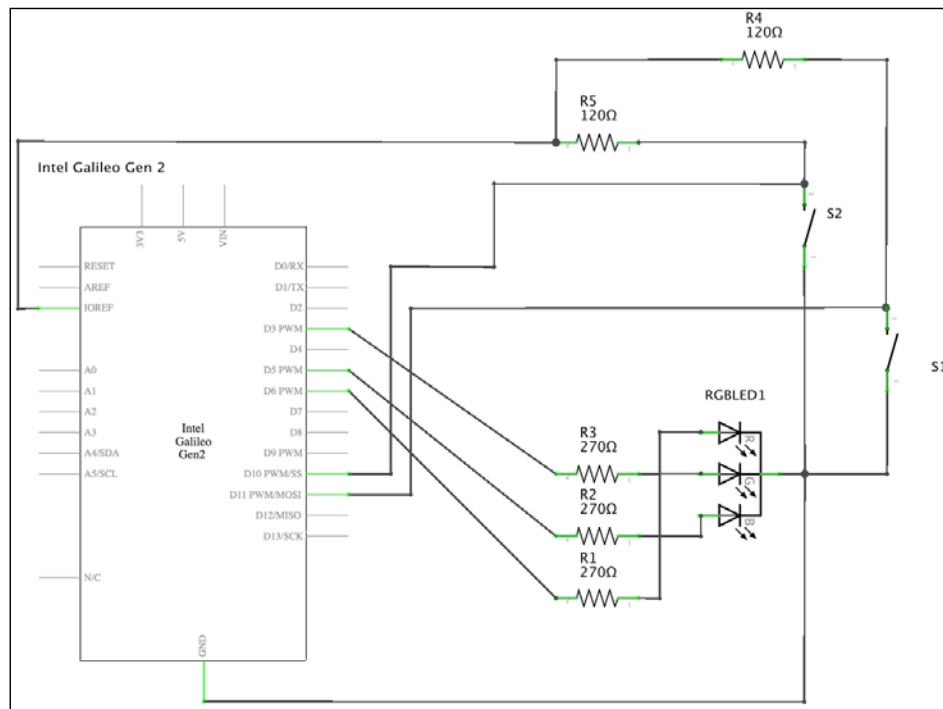 R4
120Ω
R5
120Ω
Intel Galileo Gen 2
3V3
5V
VIN
S2
RESET
AREF
IOREF
D0/RX
D1/TX
D2
D3 PWM
D4
A0
A1
A2
A3
A4/SDA
A5/SCL
D5 PWM
D6 PWM
D7
D8
D9 PWM
D10 PWM/SS
D11 PWM/MOSI
D12/MISO
D13/SCK
Intel
Galileo
Gen2
S1
RGBLED1
R
G
B
R3
270Ω
R2
270Ω
R1
270Ω
N/C
GND